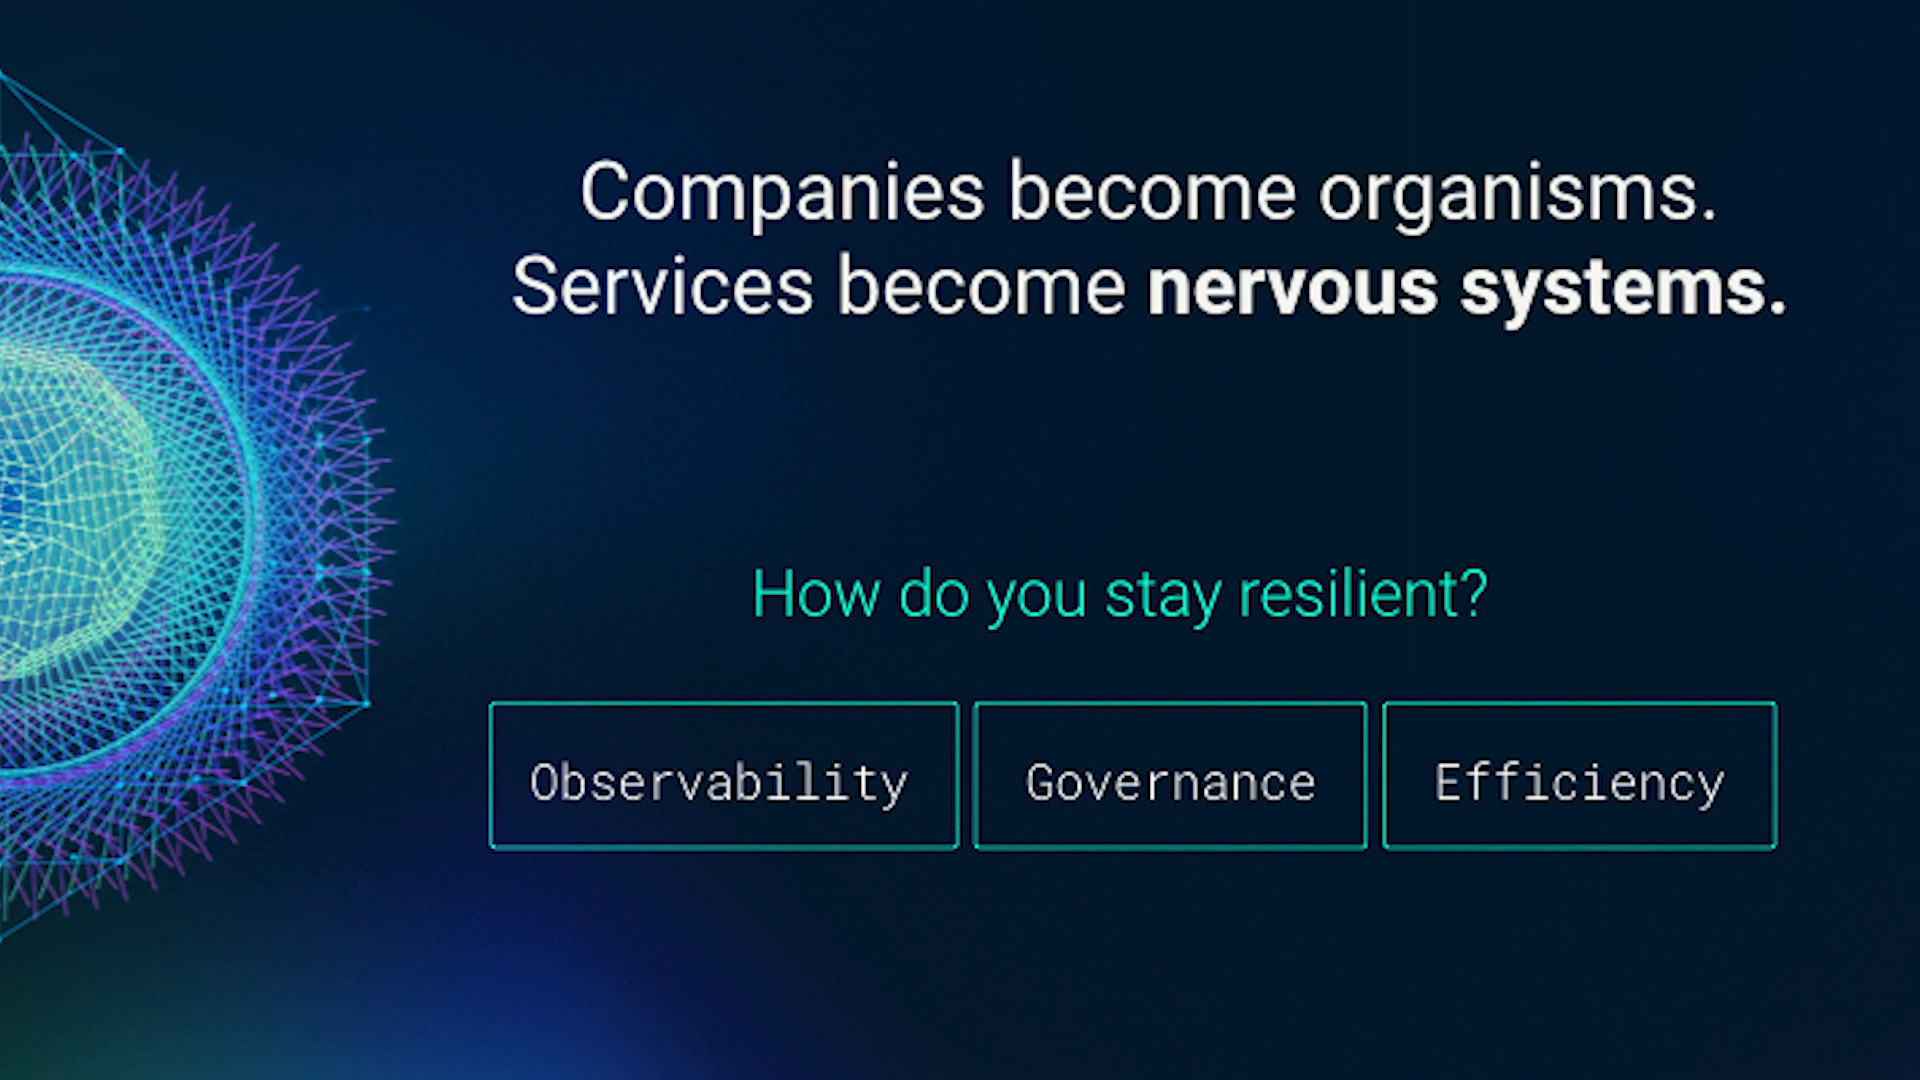 Companies become organisms.
Services become nervous systems.
How do you stay resilient?
Observability
Governance
Efficiency